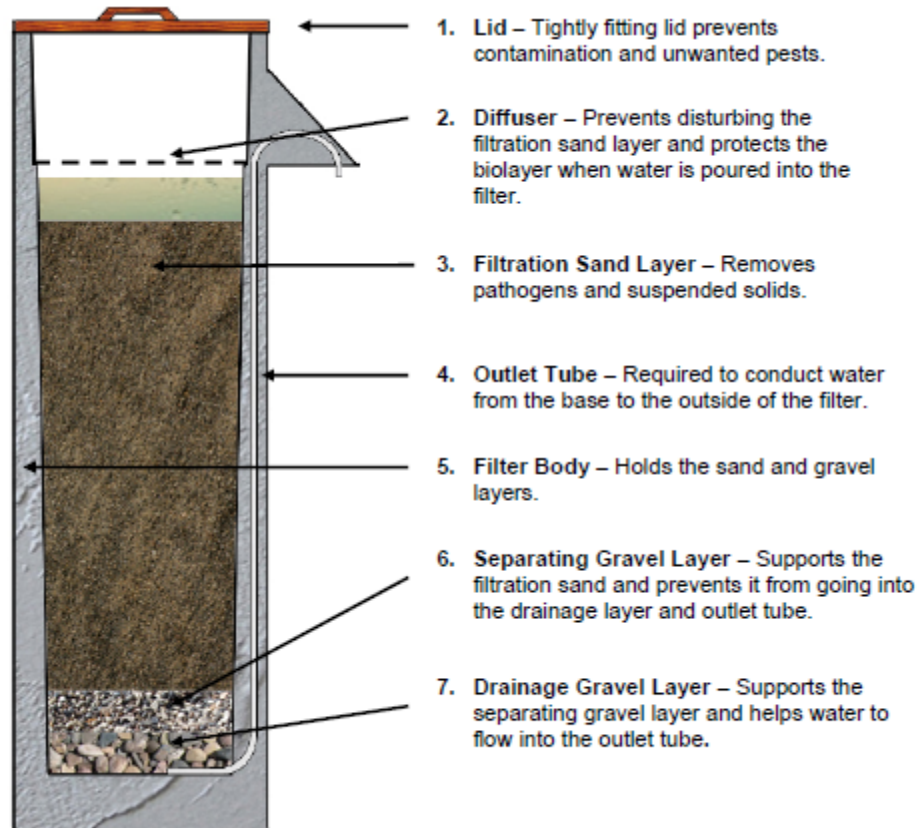 1. Lid – Tightly fitting lid prevents
contamination and unwanted pests.
2. Diffuser – Prevents disturbing the
filtration sand layer and protects the
biolayer when water is poured into the
filter.
3. Filtration Sand Layer – Removes
pathogens and suspended solids.
4. Outlet Tube – Required to conduct water
from the base to the outside of the filter.
5. Filter Body – Holds the sand and gravel
layers.
6. Separating Gravel Layer – Supports the
filtration sand and prevents it from going into
the drainage layer and outlet tube.
7. Drainage Gravel Layer – Supports the
separating gravel layer and helps water to
flow into the outlet tube.